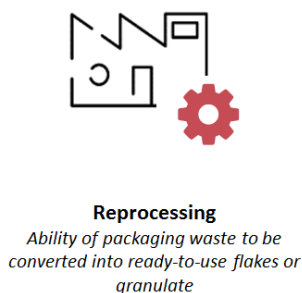 Reprocessing
Ability of packaging waste to be
converted into ready-to-use flakes or
granulate